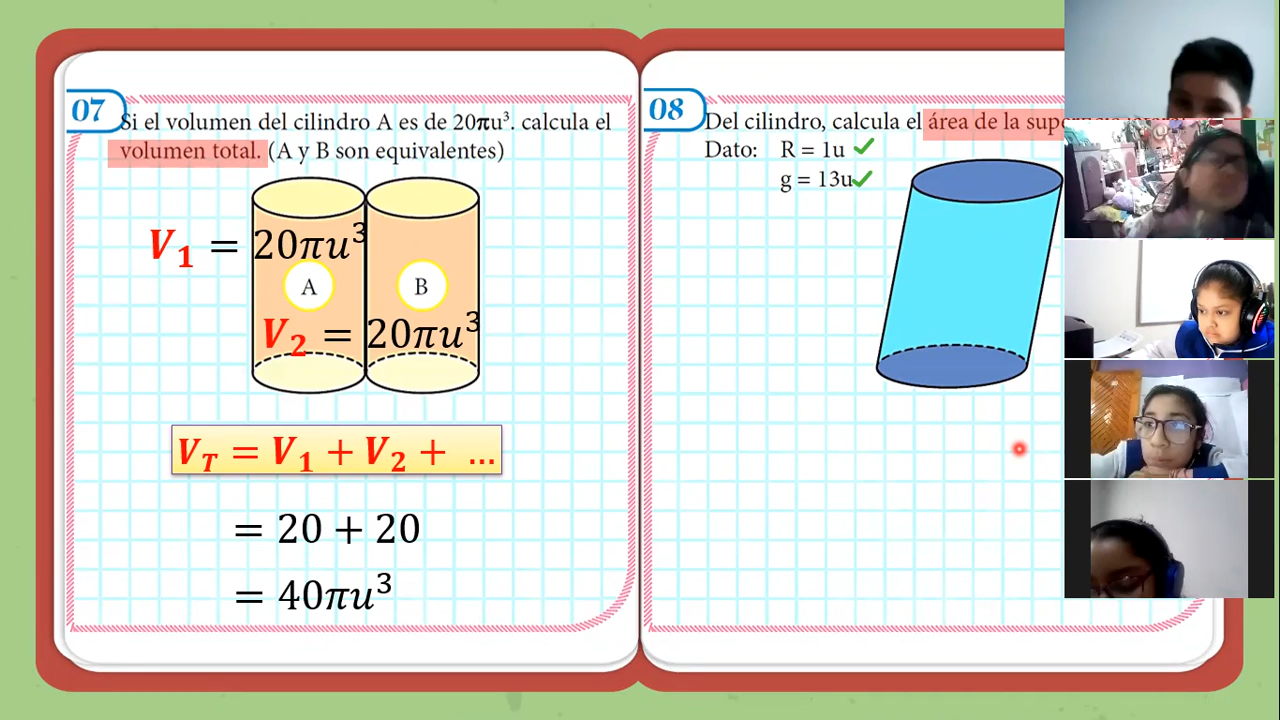 07
Si el volumen del cilindro A es de 20πu³. calcula el
volumen total. (A y B son equivalentes)
V₁ = 20πu³
A
B
V₂ = 20πu³
V_T = V₁ + V₂ + ...
= 20 + 20
= 40πu³
08
Del cilindro, calcula el área de la
Dato: R = 1u ✓
g = 13u ✓